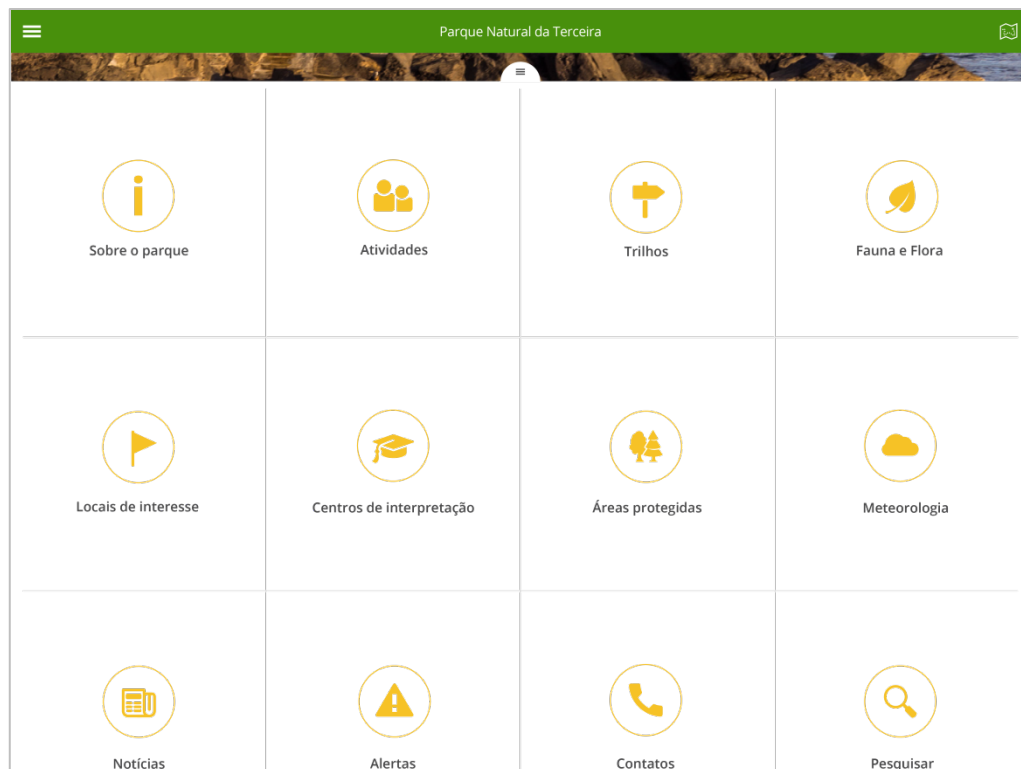 Parque Natural da Terceira
Sobre o parque
Atividades
Trilhos
Fauna e Flora
Locais de interesse
Centros de interpretação
Áreas protegidas
Meteorologia
Notícias
Alertas
Contatos
Pesquisar